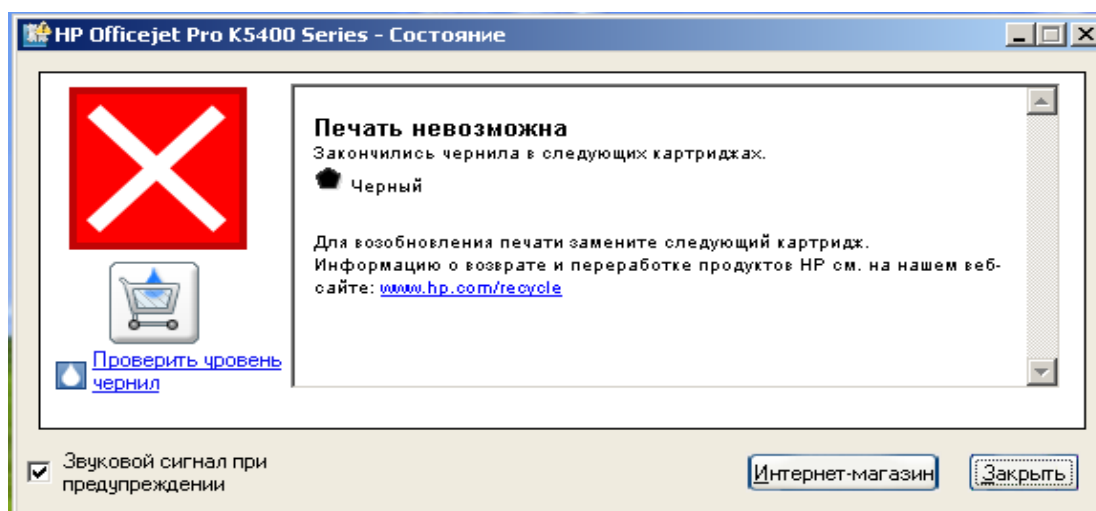 HP Officejet Pro K5400 Series - Состояние
Печать невозможна
Закончились чернила в следующих картриджах.
Черный
Для возобновления печати замените следующий картридж.
Информацию о возврате и переработке продуктов HP см. на нашем веб-
сайте: www.hp.com/recycle
Проверить уровень
чернил
Звуковой сигнал при
предупреждении
Интернет-магазин
Закрыть